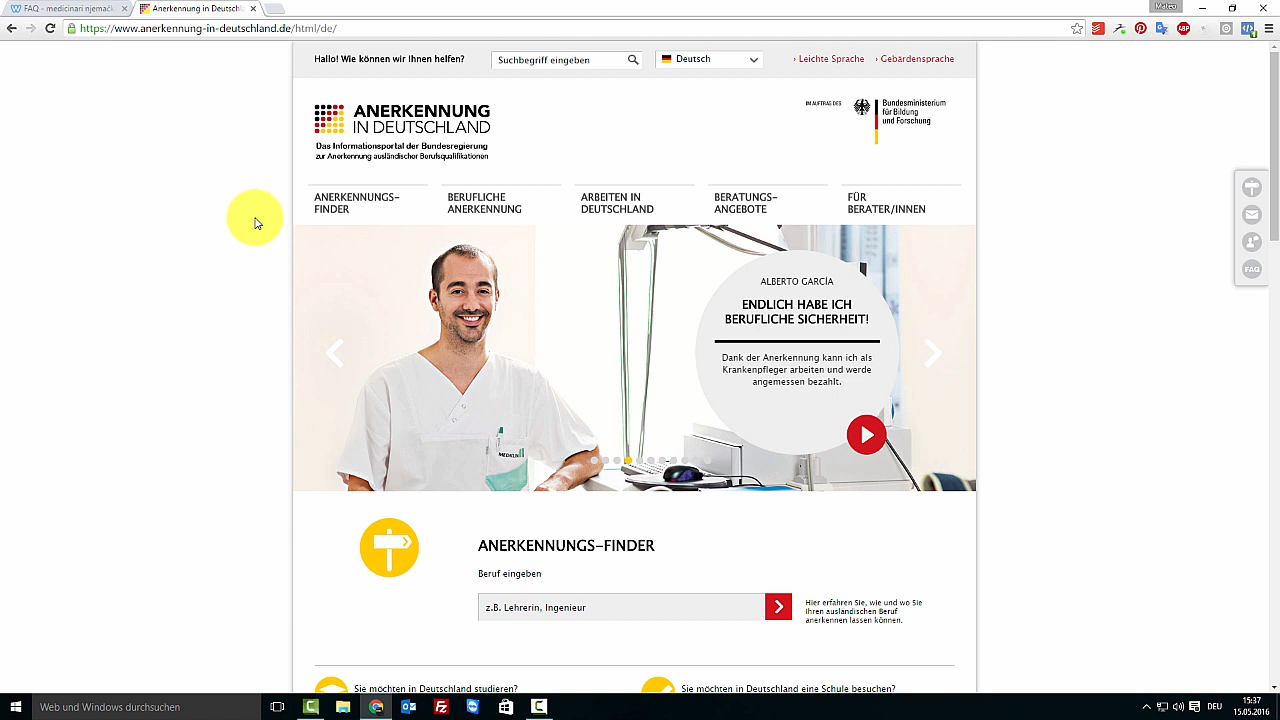 FAQ - medicinari njemačk
Anerkennung in Deutschl
https://www.anerkennung-in-deutschland.de/html/de/
Hallo! Wie können wir Ihnen helfen?
Suchbegriff eingeben
Deutsch
› Leichte Sprache
› Gebärdensprache
ANERKENNUNG
IN DEUTSCHLAND
Das Informationsportal der Bundesregierung
zur Anerkennung ausländischer Berufsqualifikationen
IM AUFTRAG DES
Bundesministerium
für Bildung
und Forschung
ANERKENNUNGS-
FINDER
BERUFLICHE
ANERKENNUNG
ARBEITEN IN
DEUTSCHLAND
BERATUNGS-
ANGEBOTE
FÜR
BERATER/INNEN
FAQ
ALBERTO GARCÍA
ENDLICH HABE ICH
BERUFLICHE SICHERHEIT!
Dank der Anerkennung kann ich als
Krankenpfleger arbeiten und werde
angemessen bezahlt.
ANERKENNUNGS-FINDER
Beruf eingeben
z.B. Lehrerin, Ingenieur
Hier erfahren Sie, wie und wo Sie
Ihren ausländischen Beruf
anerkennen lassen können.
Sie möchten in Deutschland studieren?
Sie möchten in Deutschland eine Schule besuchen?
Web und Windows durchsuchen
DEU
15:37
15.05.2016